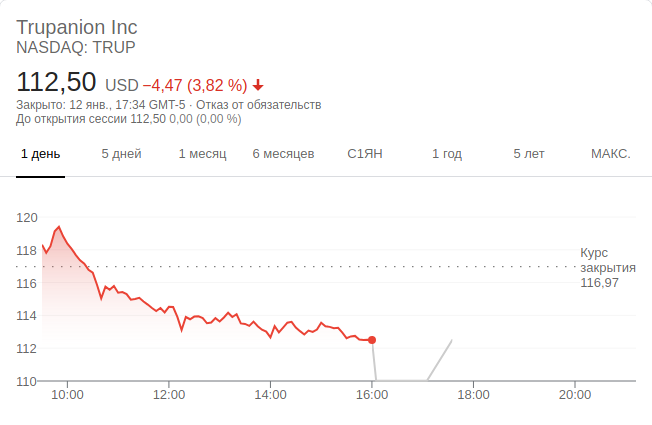 Trupanion Inc
NASDAQ: TRUP
112,50 USD −4,47 (3,82 %)
Закрыто: 12 янв., 17:34 GMT-5 · Отказ от обязательств
До открытия сессии 112,50 0,00 (0,00 %)
1 день 5 дней 1 месяц 6 месяцев С1ЯН 1 год 5 лет МАКС.
120
118
Курс
закрытия
116,97
116
114
112
110
10:00 12:00 14:00 16:00 18:00 20:00